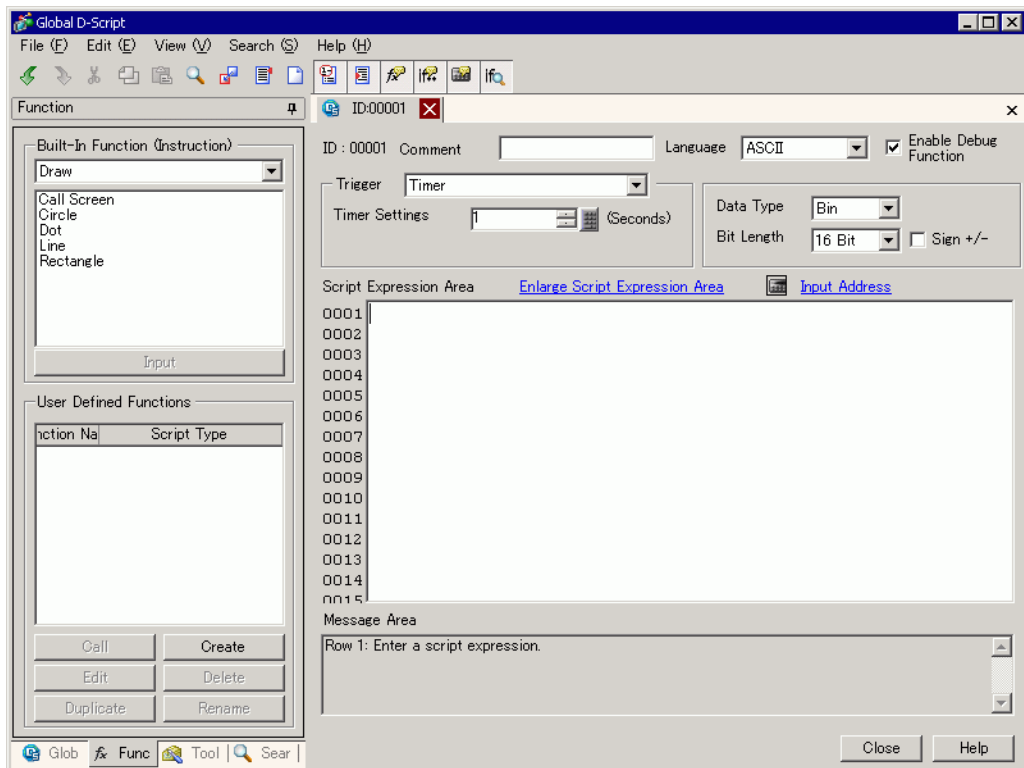 Global D-Script
File (F) Edit (E) View (V) Search (S) Help (H)
Function
ID:00001
Built-In Function (Instruction)
Draw
Call Screen
Circle
Dot
Line
Rectangle
Input
User Defined Functions
nction Na Script Type
Call Create
Edit Delete
Duplicate Rename
Glob fx Func Tool Sear
ID : 00001 Comment Language ASCII Enable Debug Function
Trigger Timer
Timer Settings 1 (Seconds)
Data Type Bin
Bit Length 16 Bit Sign +/-
Script Expression Area Enlarge Script Expression Area Input Address
0001
0002
0003
0004
0005
0006
0007
0008
0009
0010
0011
0012
0013
0014
0015
Message Area
Row 1: Enter a script expression.
Close Help